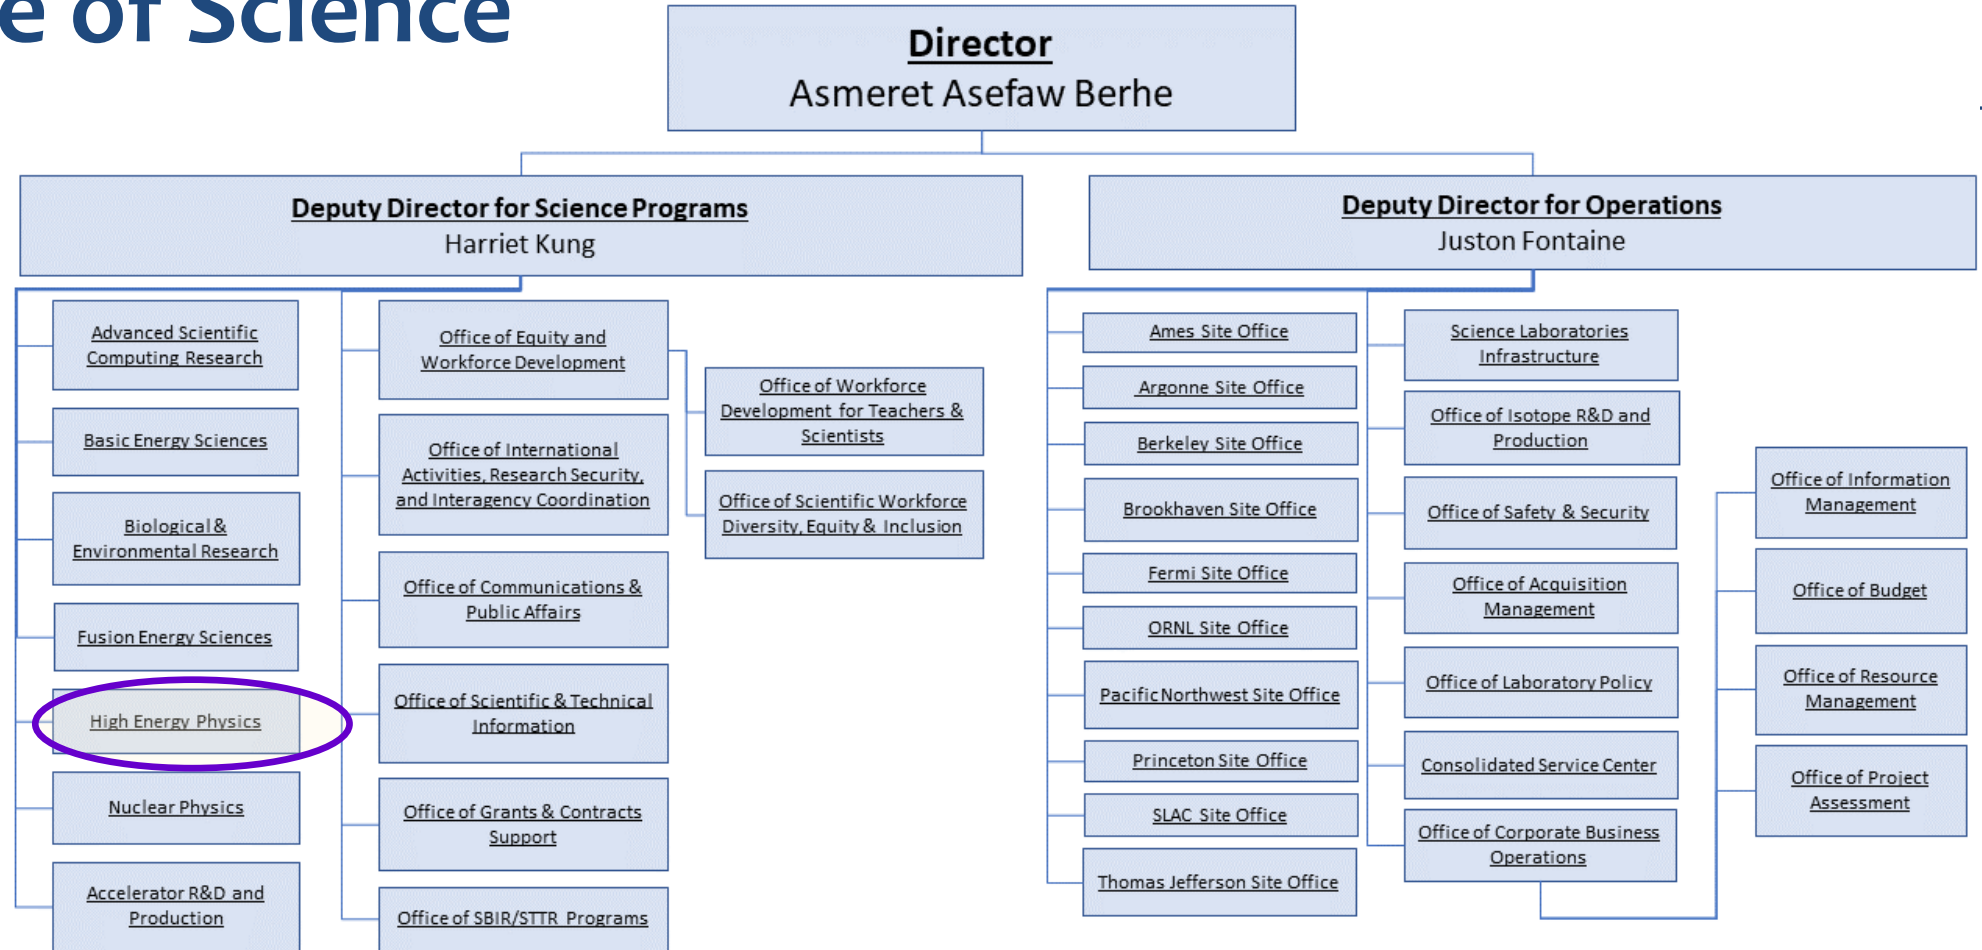 e of Science
Director
Asmeret Asefaw Berhe
Deputy Director for Science Programs
Harriet Kung
Deputy Director for Operations
Juston Fontaine
Advanced Scientific
Computing Research
Basic Energy Sciences
Biological &
Environmental Research
Fusion Energy Sciences
High Energy Physics
Nuclear Physics
Accelerator R&D and
Production
Office of Equity and
Workforce Development
Office of International
Activities, Research Security,
and Interagency Coordination
Office of Communications &
Public Affairs
Office of Scientific & Technical
Information
Office of Grants & Contracts
Support
Office of SBIR/STTR Programs
Office of Workforce
Development for Teachers &
Scientists
Office of Scientific Workforce
Diversity, Equity & Inclusion
Ames Site Office
Argonne Site Office
Berkeley Site Office
Brookhaven Site Office
Fermi Site Office
ORNL Site Office
Pacific Northwest Site Office
Princeton Site Office
SLAC Site Office
Thomas Jefferson Site Office
Science Laboratories
Infrastructure
Office of Isotope R&D and
Production
Office of Safety & Security
Office of Acquisition
Management
Office of Laboratory Policy
Consolidated Service Center
Office of Corporate Business
Operations
Office of Information
Management
Office of Budget
Office of Resource
Management
Office of Project
Assessment